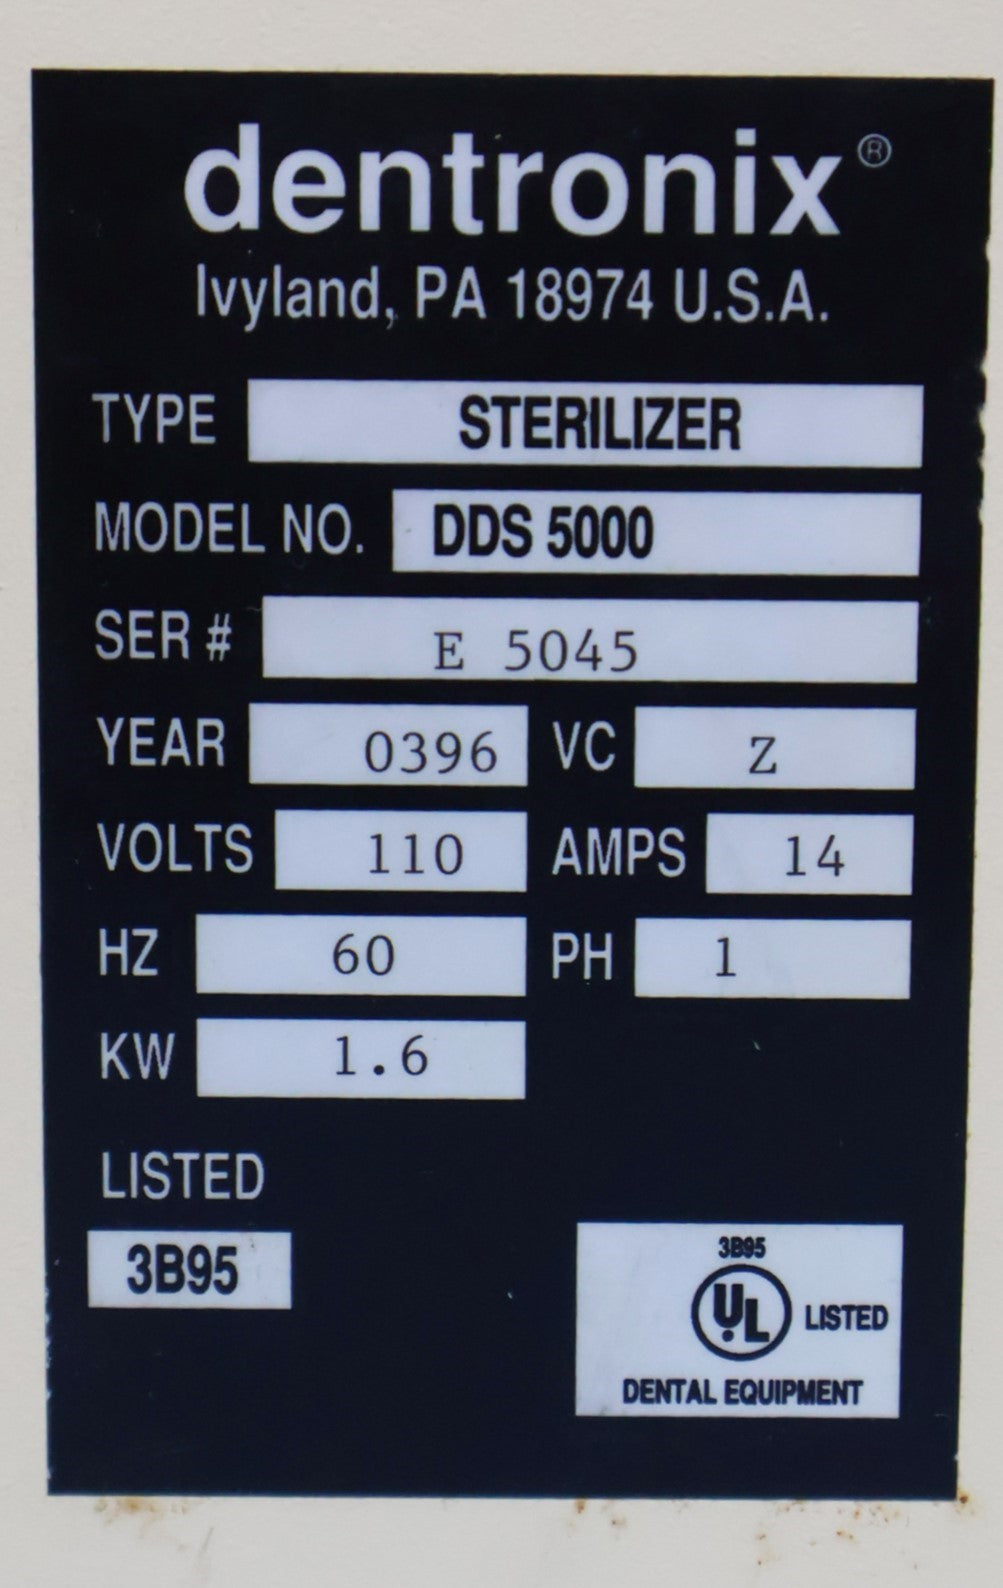 dentronix®
Ivyland, PA 18974 U.S.A.
TYPE STERILIZER
MODEL NO. DDS 5000
SER # E 5045
YEAR 0396 VC Z
VOLTS 110 AMPS 14
HZ 60 PH 1
KW 1.6
LISTED
3B95
3B95
UL LISTED
DENTAL EQUIPMENT